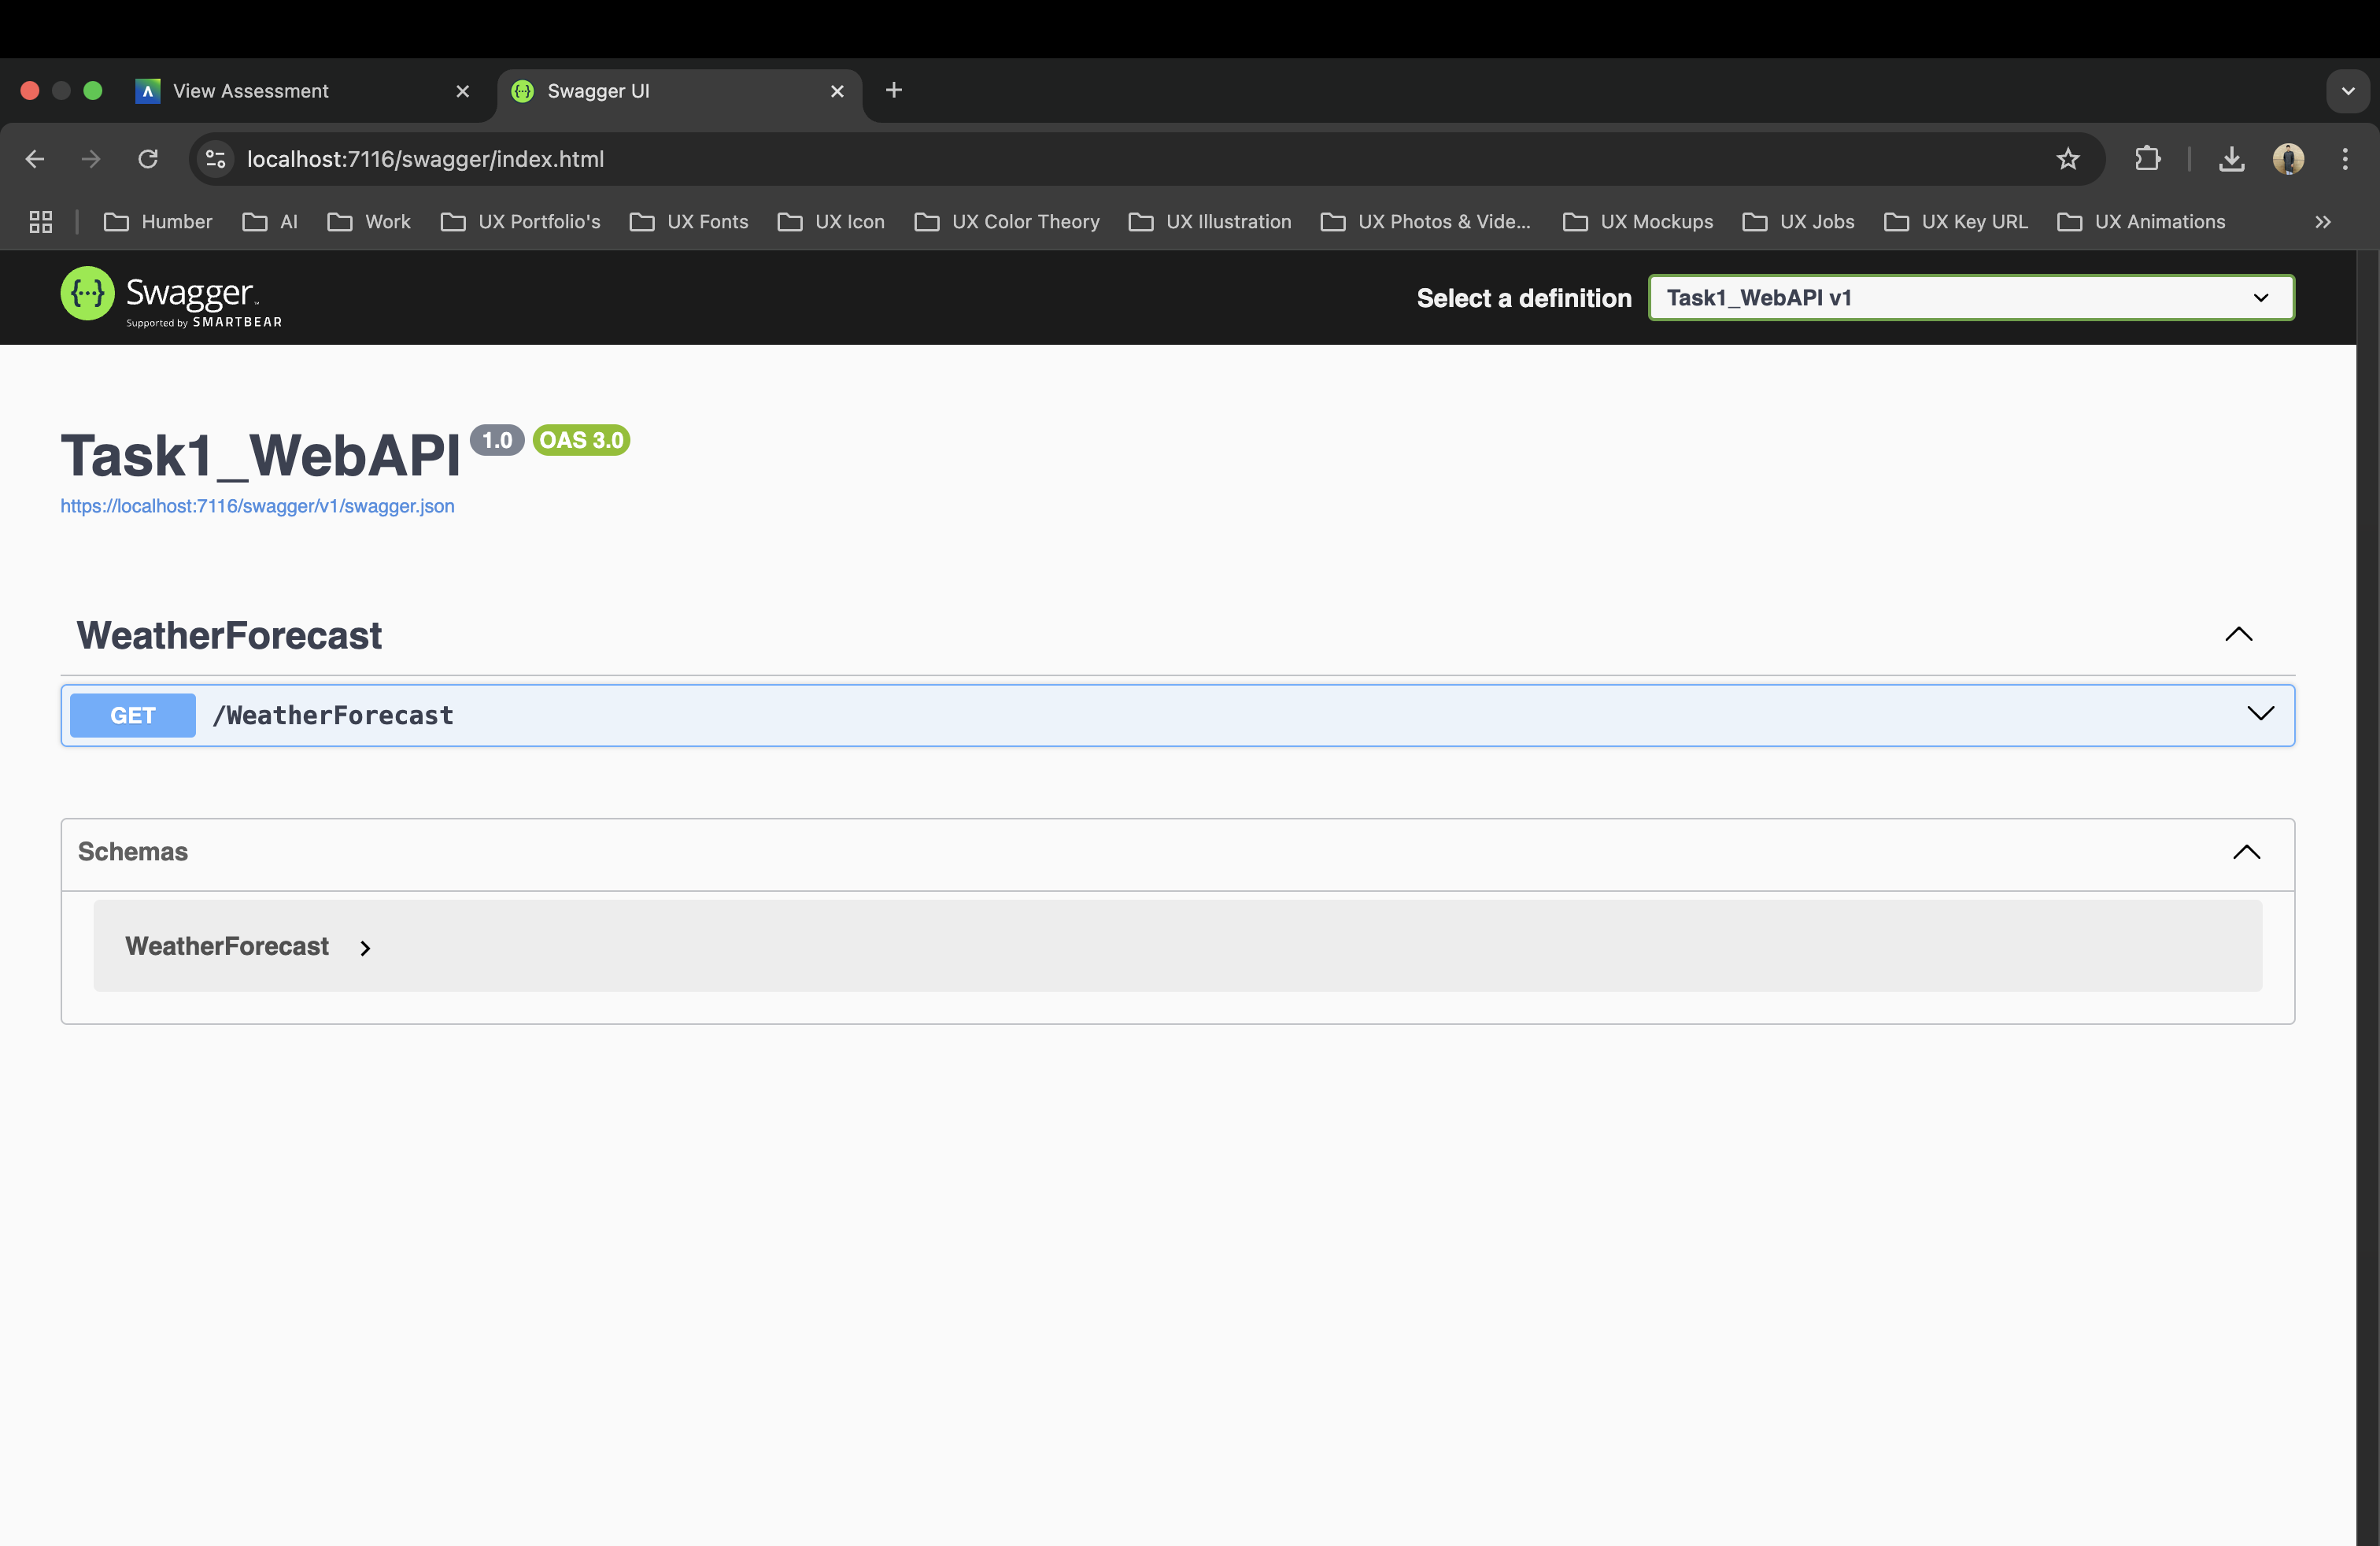 View Assessment
Swagger UI
localhost:7116/swagger/index.html
Humber AI Work UX Portfolio's UX Fonts UX Icon UX Color Theory UX Illustration UX Photos & Vide... UX Mockups UX Jobs UX Key URL UX Animations
Swagger
Supported by SMARTBEAR
Select a definition
Task1_WebAPI v1
Task1_WebAPI 1.0 OAS 3.0
https://localhost:7116/swagger/v1/swagger.json
WeatherForecast
GET /WeatherForecast
Schemas
WeatherForecast